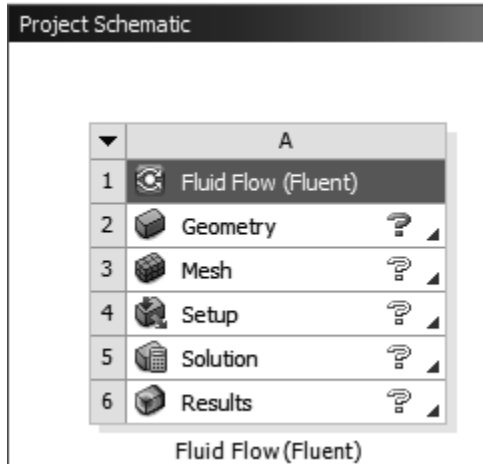 Project Schematic
A
1 Fluid Flow (Fluent)
2 Geometry ?
3 Mesh ?
4 Setup ?
5 Solution ?
6 Results ?
Fluid Flow (Fluent)